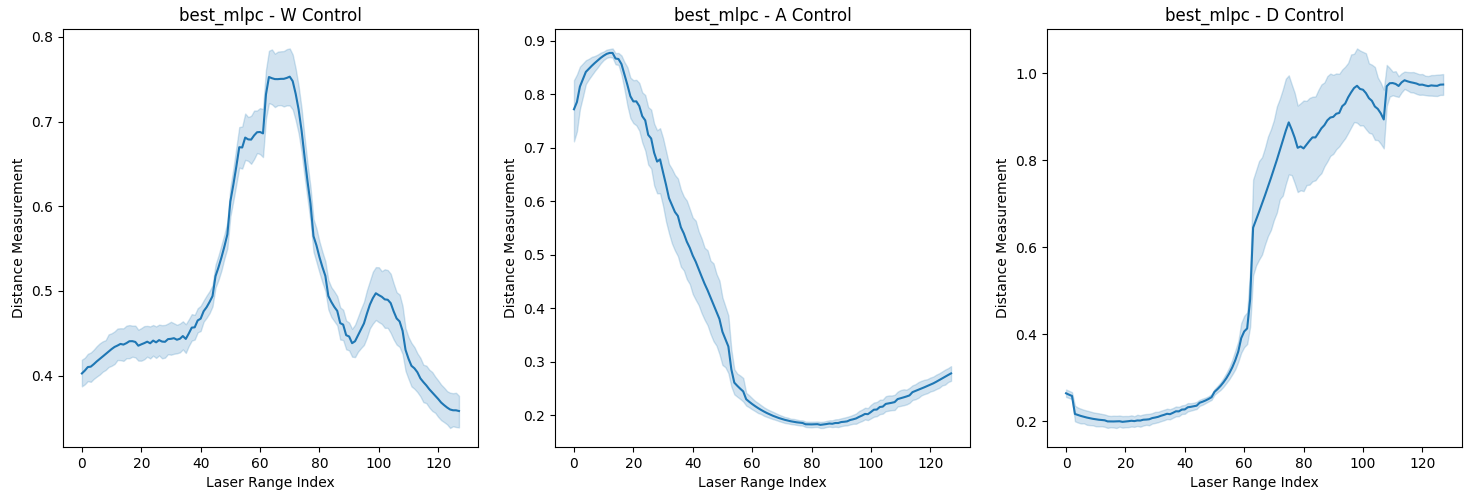 best_mlpc - W Control
0.8
0.7
0.6
0.5
0.4
Distance Measurement
0 20 40 60 80 100 120
Laser Range Index
best_mlpc - A Control
0.9
0.8
0.7
0.6
0.5
0.4
0.3
0.2
Distance Measurement
0 20 40 60 80 100 120
Laser Range Index
best_mlpc - D Control
1.0
0.8
0.6
0.4
0.2
Distance Measurement
0 20 40 60 80 100 120
Laser Range Index